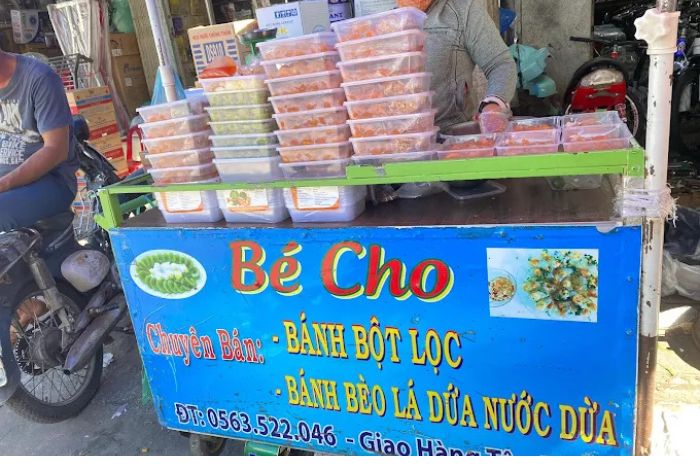 Bé Cho
Chuyên Bán: - BÁNH BỘT LỌC
- BÁNH BÈO LÁ DỨA NƯỚC DỪA
ĐT: 0563.522.046 - Giao Hàng